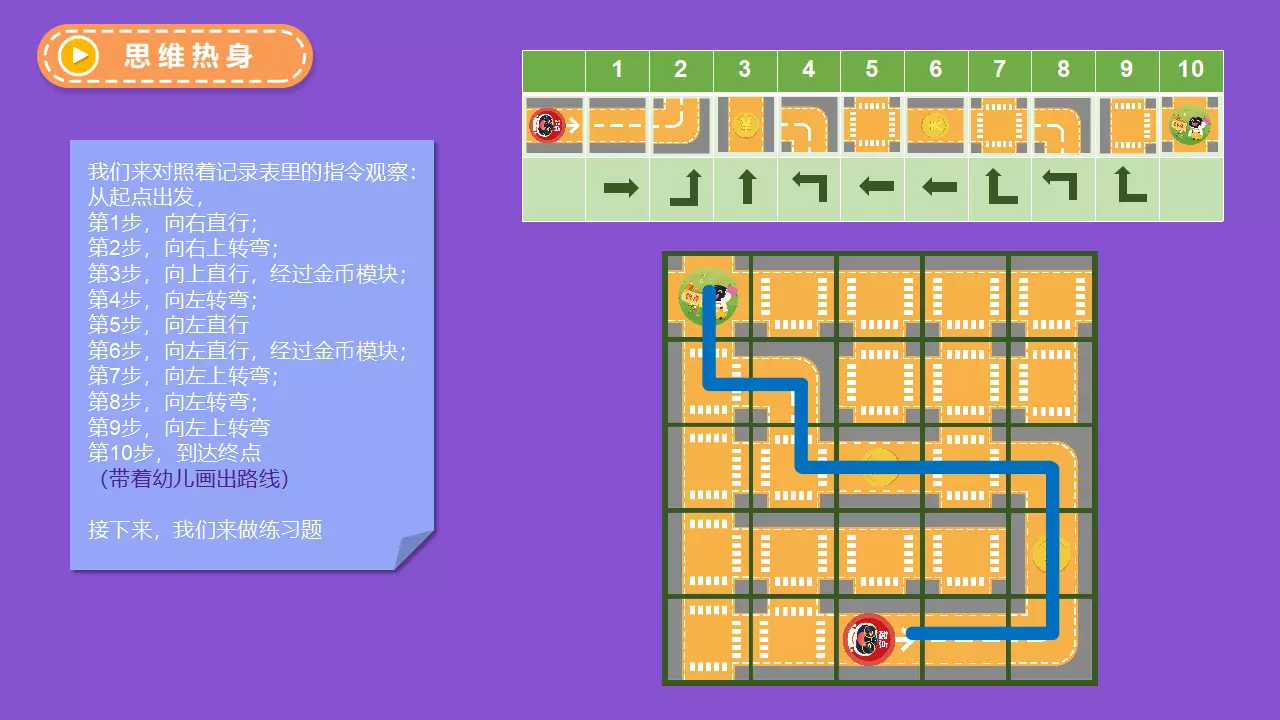 思维热身
1 2 3 4 5 6 7 8 9 10
我们来对照着记录表里的指令观察：
从起点出发，
第1步，向右直行；
第2步，向右上转弯；
第3步，向上直行，经过金币模块；
第4步，向左转弯；
第5步，向左直行
第6步，向左直行，经过金币模块；
第7步，向左上转弯；
第8步，向左转弯；
第9步，向左上转弯
第10步，到达终点
（带着幼儿画出路线）
接下来，我们来做练习题